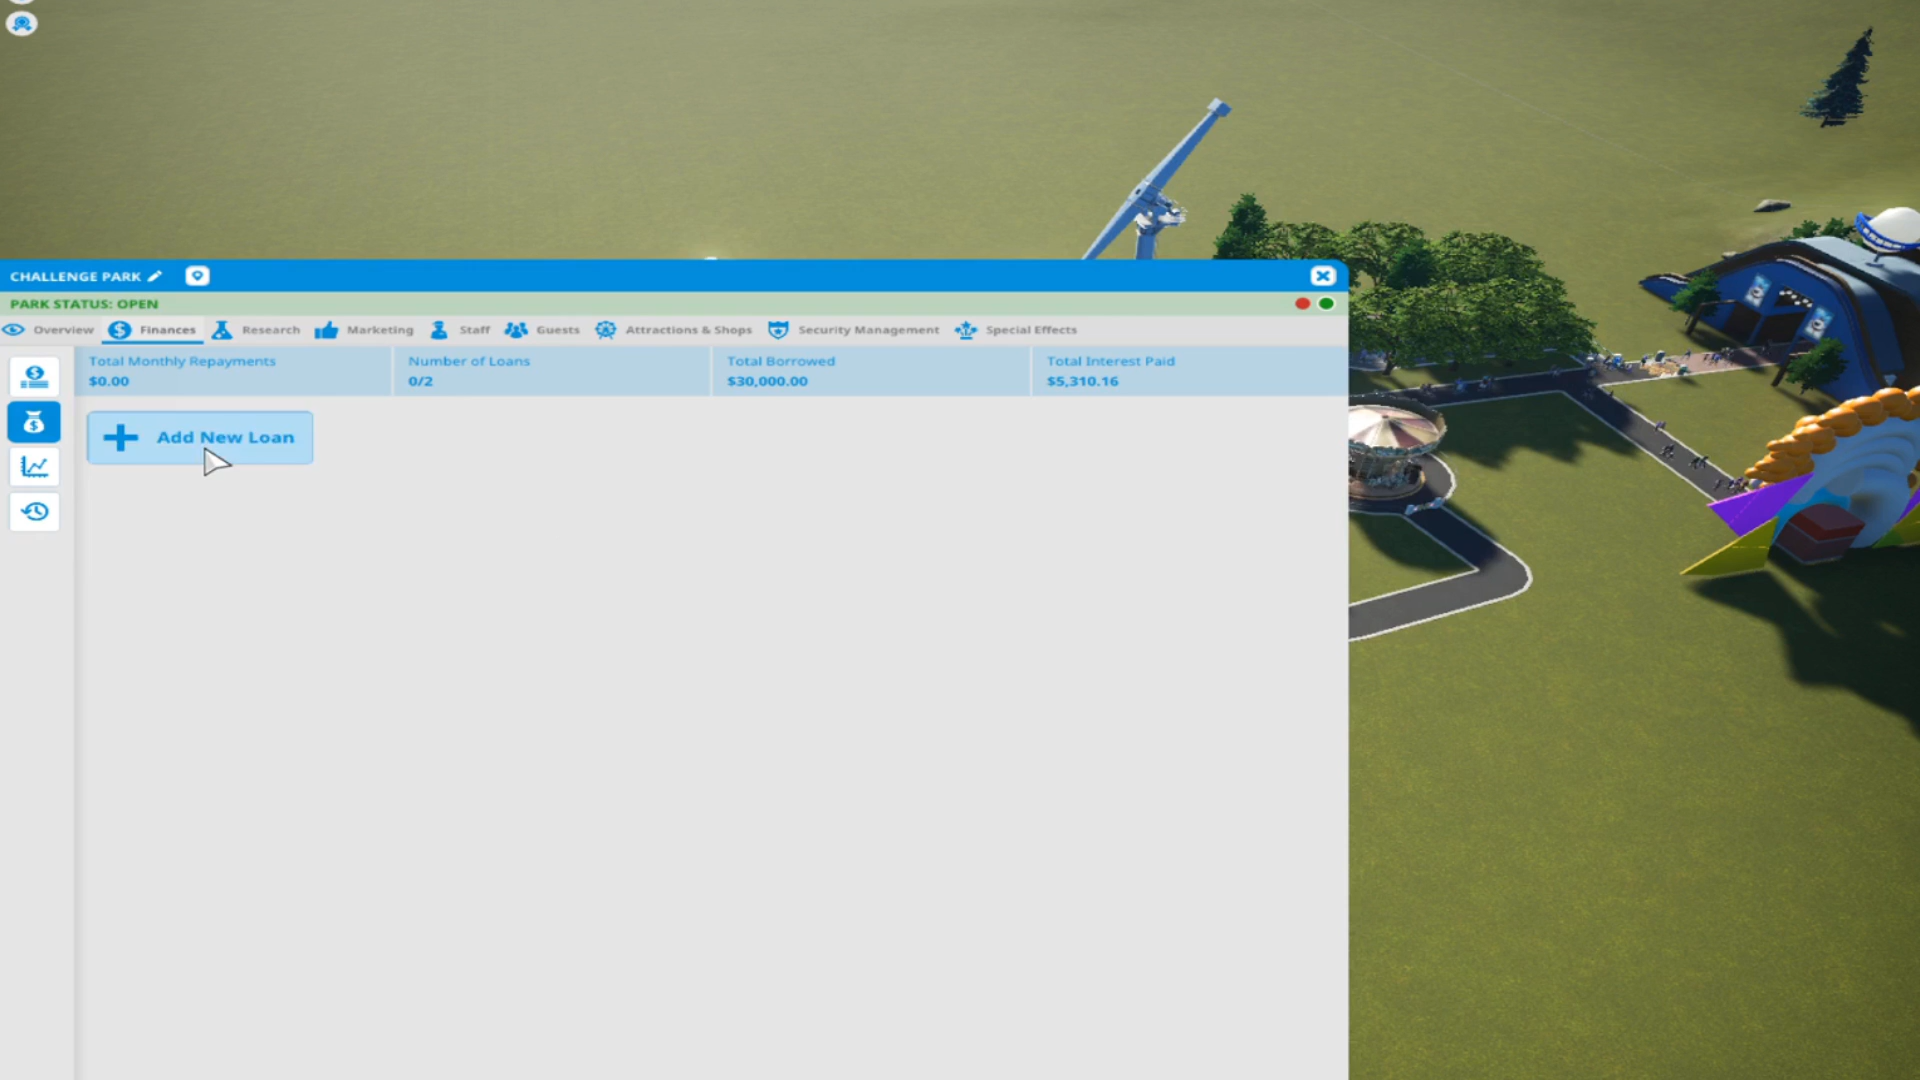 CHALLENGE PARK
PARK STATUS: OPEN
Overview Finances Research Marketing Staff Guests Attractions & Shops Security Management Special Effects
Total Monthly Repayments Number of Loans Total Borrowed Total Interest Paid
$0.00 0/2 $30,000.00 $5,310.16
Add New Loan